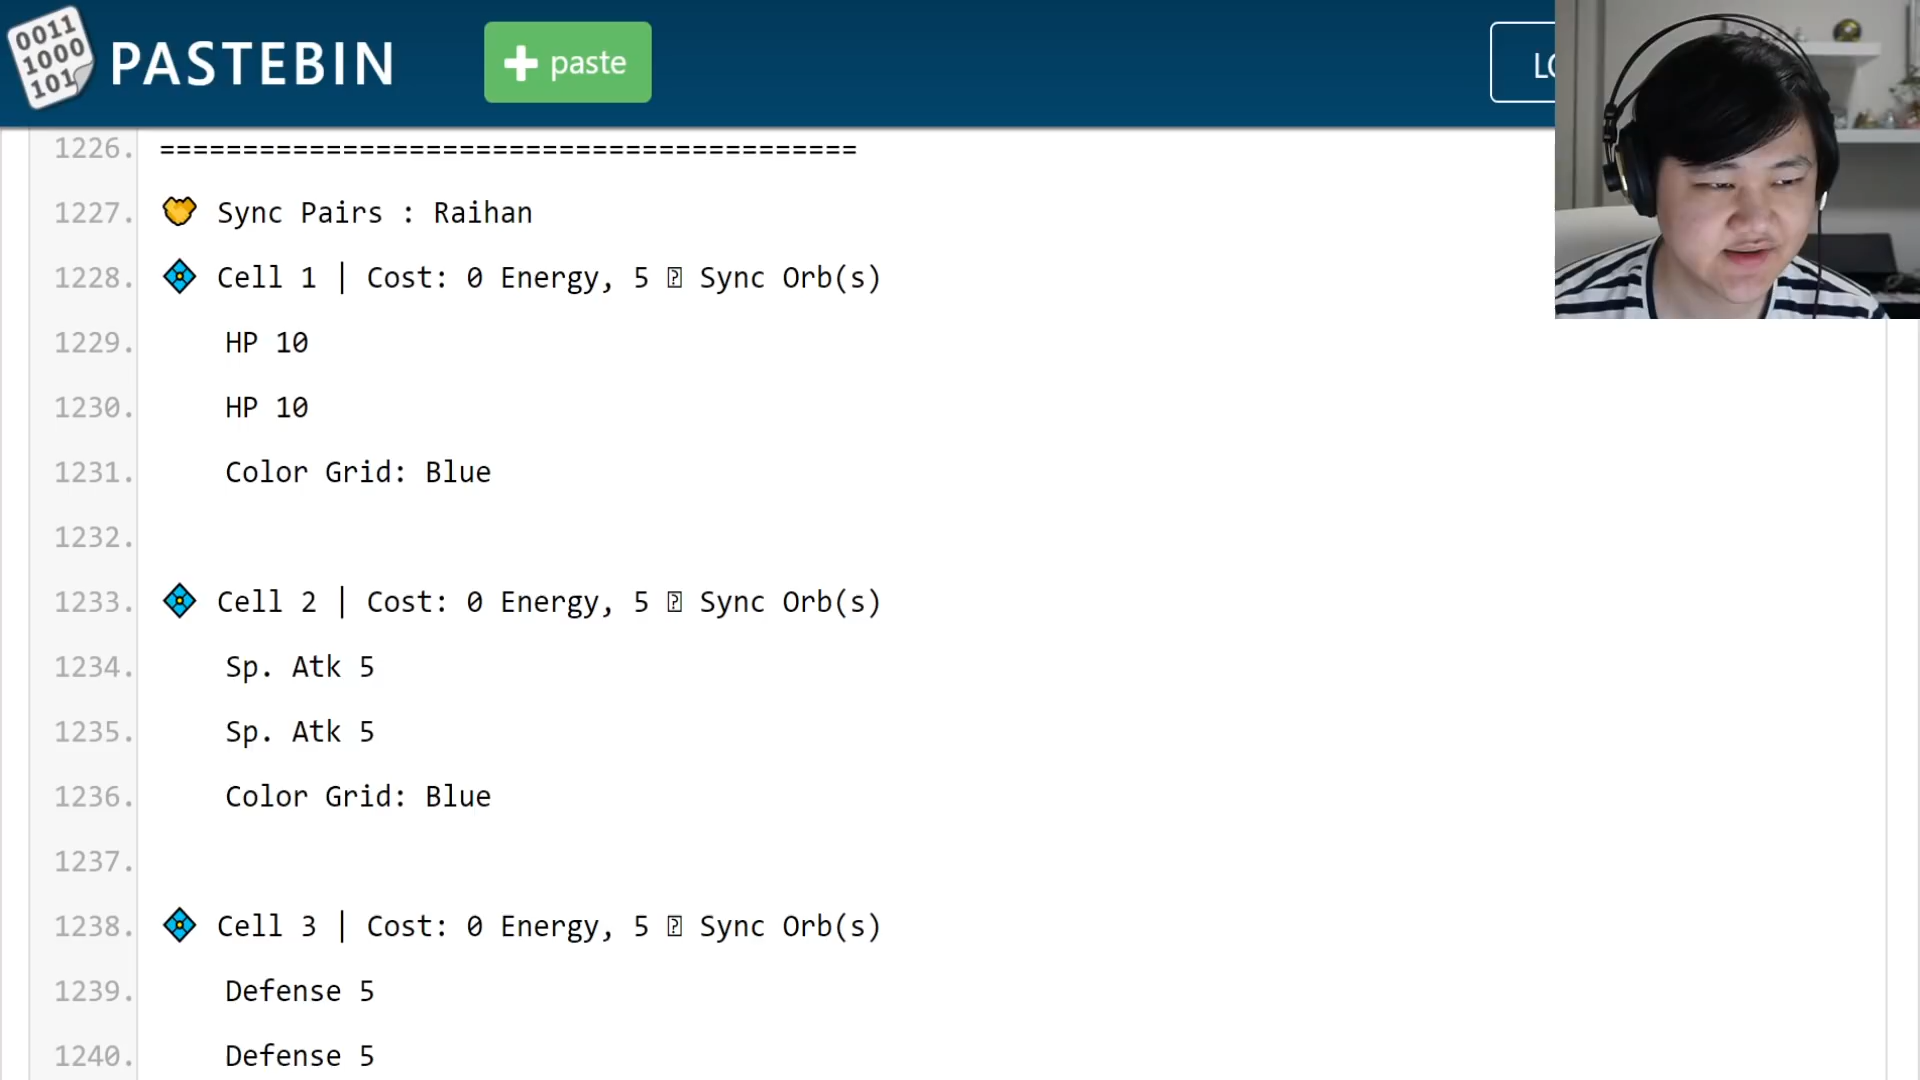 0011
1000
101
PASTEBIN
paste
LO
1226. ==========================================
1227. Sync Pairs : Raihan
1228. Cell 1 | Cost: 0 Energy, 5 Sync Orb(s)
1229. HP 10
1230. HP 10
1231. Color Grid: Blue
1232.
1233. Cell 2 | Cost: 0 Energy, 5 Sync Orb(s)
1234. Sp. Atk 5
1235. Sp. Atk 5
1236. Color Grid: Blue
1237.
1238. Cell 3 | Cost: 0 Energy, 5 Sync Orb(s)
1239. Defense 5
1240. Defense 5